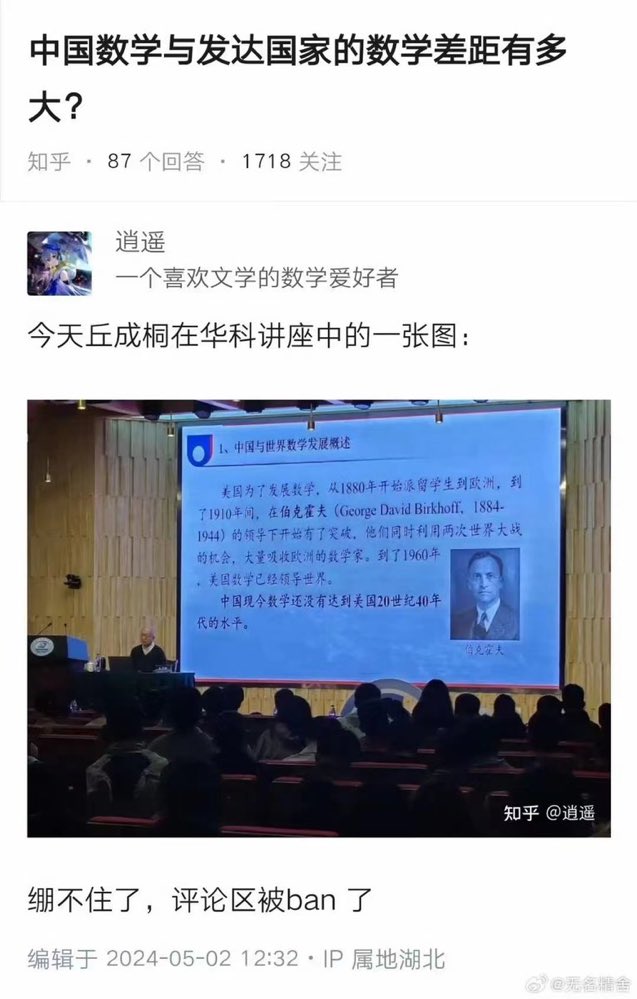 中国数学与发达国家的数学差距有多
大？
知乎 · 87 个回答 · 1718 关注
逍遥
一个喜欢文学的数学爱好者
今天丘成桐在华科讲座中的一张图：
1、中国与世界数学发展概述
美国为了发展数学，从1880年开始派留学生到欧洲，到
了1910年间，在伯克霍夫（George David Birkhoff, 1884-
1944）的领导下开始有了突破，他们同时利用两次世界大战
的机会，大量吸收欧洲的数学家。到了1960年
，美国数学已经领导世界。
中国现今数学还没有达到美国20世纪40年
代的水平。
伯克霍夫
知乎 @逍遥
绷不住了，评论区被ban 了
编辑于 2024-05-02 12:32 · IP 属地湖北
@无名精舍